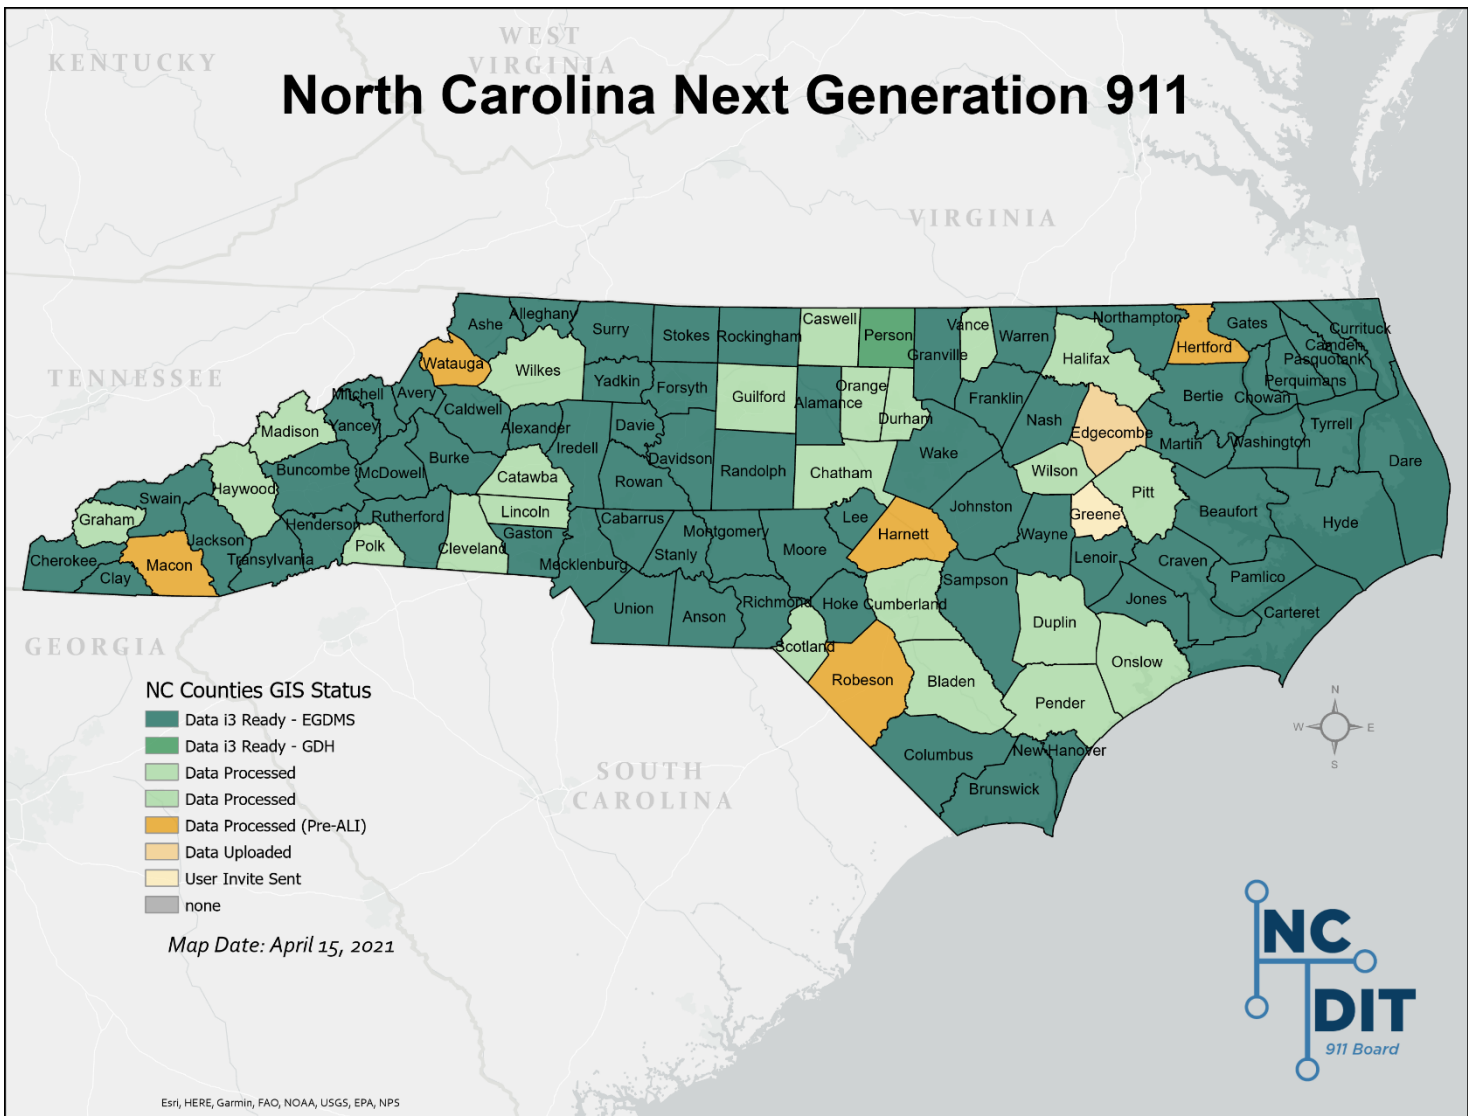 KENTUCKY
WEST
VIRGINIA
North Carolina Next Generation 911
VIRGINIA
TENNESSEE
Ashe
Alleghany
Surry
Stokes
Rockingham
Caswell
Person
Vance
Granville
Warren
Northampton
Hertford
Gates
Currituck
Camden
Pasquotank
Perquimans
Chowan
Watauga
Wilkes
Yadkin
Forsyth
Guilford
Alamance
Orange
Durham
Franklin
Halifax
Bertie
Mitchell
Avery
Caldwell
Alexander
Iredell
Davie
Davidson
Randolph
Chatham
Wake
Nash
Edgecombe
Martin
Washington
Tyrrell
Dare
Madison
Yancey
Buncombe
McDowell
Burke
Catawba
Rowan
Wilson
Pitt
Beaufort
Hyde
Haywood
Swain
Graham
Jackson
Henderson
Rutherford
Lincoln
Gaston
Cleveland
Polk
Transylvania
Cherokee
Clay
Macon
Mecklenburg
Cabarrus
Stanly
Montgomery
Moore
Lee
Harnett
Johnston
Wayne
Greene
Lenoir
Craven
Pamlico
Jones
Carteret
Union
Anson
Richmond
Hoke
Cumberland
Sampson
Duplin
Onslow
Scotland
Robeson
Bladen
Pender
Columbus
New Hanover
Brunswick
GEORGIA
SOUTH
CAROLINA
NC Counties GIS Status
Data i3 Ready - EGDMS
Data i3 Ready - GDH
Data Processed
Data Processed
Data Processed (Pre-ALI)
Data Uploaded
User Invite Sent
none
Map Date: April 15, 2021
N
W
E
S
NC
DIT
911 Board
Esri, HERE, Garmin, FAO, NOAA, USGS, EPA, NPS